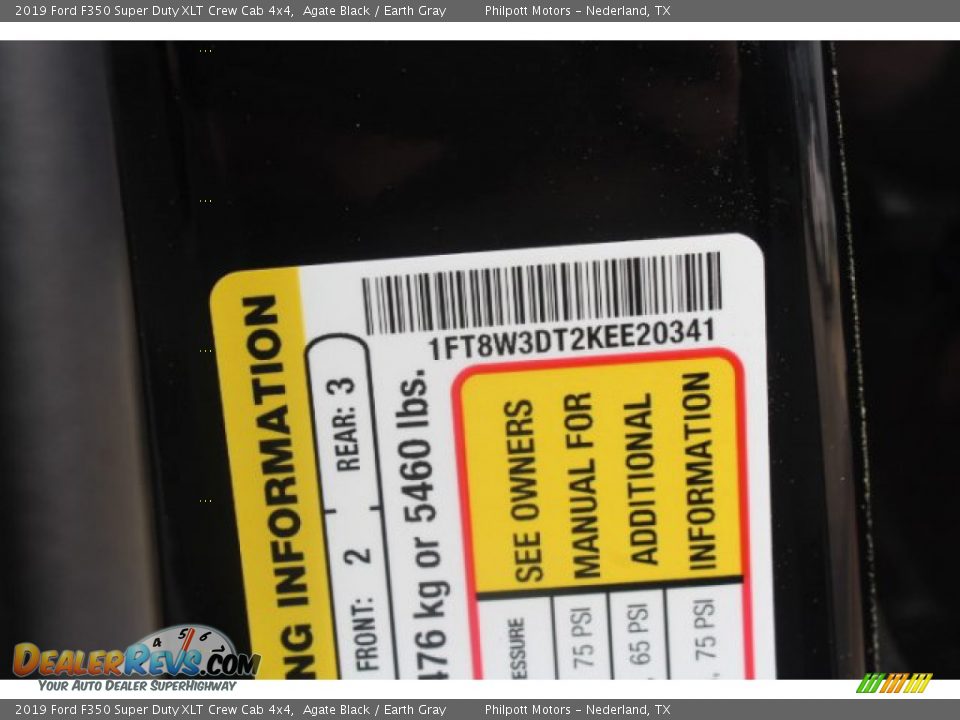 2019 Ford F350 Super Duty XLT Crew Cab 4x4, Agate Black / Earth Gray Philpott Motors - Nederland, TX
1FT8W3DT2KEE20341
NG INFORMATION
FRONT: 2 REAR: 3
476 kg or 5460 lbs.
SEE OWNERS
MANUAL FOR
ADDITIONAL
INFORMATION
ESSURE
75 PSI
65 PSI
75 PSI
4 5 6
DEALERREVS.COM
YOUR AUTO DEALER SUPERHIGHWAY
2019 Ford F350 Super Duty XLT Crew Cab 4x4, Agate Black / Earth Gray Philpott Motors - Nederland, TX